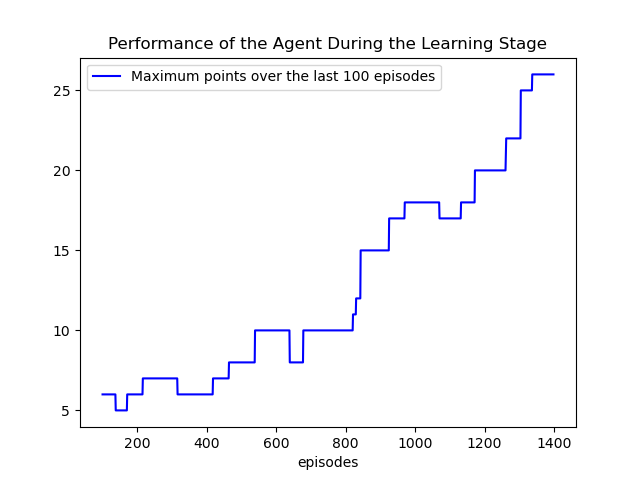 Performance of the Agent During the Learning Stage
Maximum points over the last 100 episodes
25
20
15
10
5
200 400 600 800 1000 1200 1400
episodes